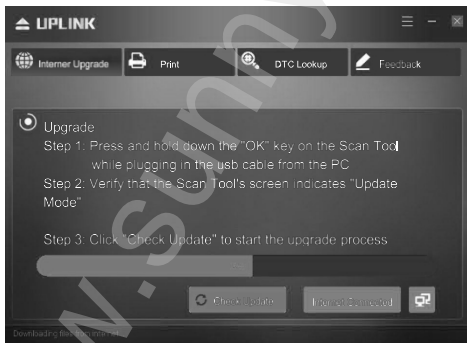 UPLINK
Interner Upgrade Print DTC Lookup Feedback
Upgrade
Step 1: Press and hold down the "OK" key on the Scan Tool
while plugging in the usb cable from the PC
Step 2: Verify that the Scan Tool's screen indicates "Update
Mode"
Step 3: Click "Check Update" to start the upgrade process
Check Update Internet Connected
Downloading files from internet
w.sunny